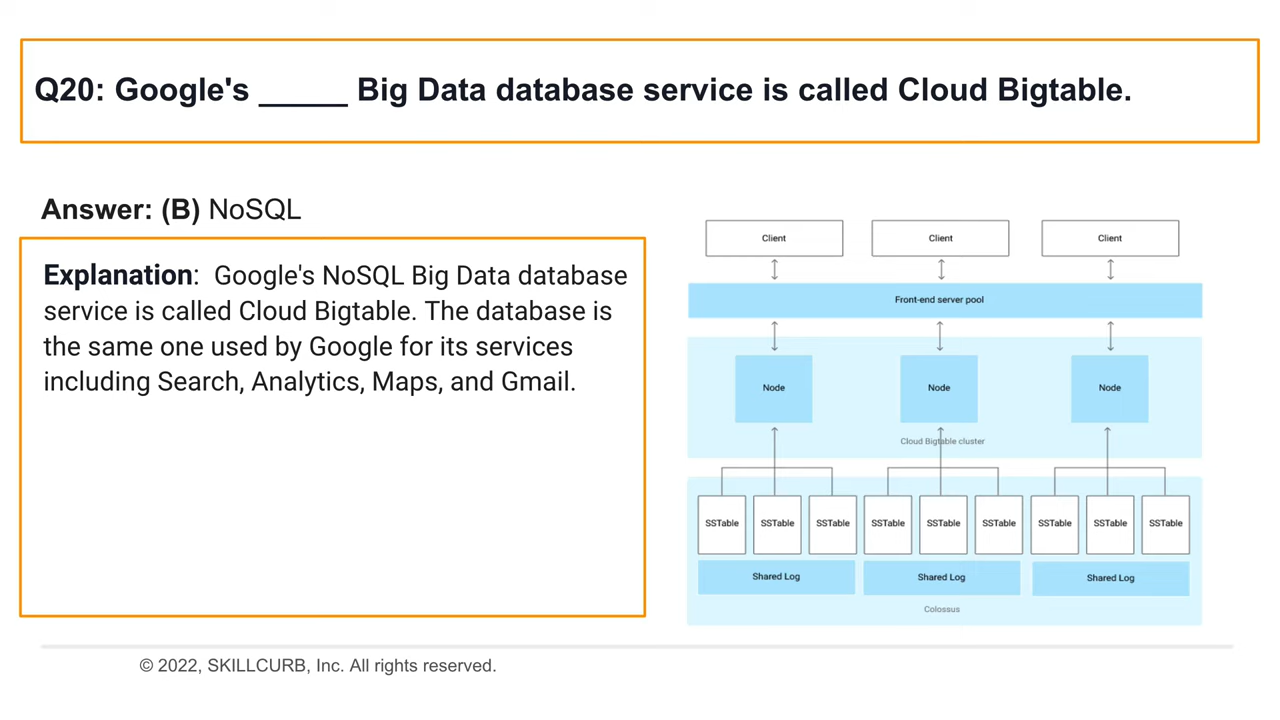 Q20: Google's _____ Big Data database service is called Cloud Bigtable.
Answer: (B) NoSQL
Explanation: Google's NoSQL Big Data database
service is called Cloud Bigtable. The database is
the same one used by Google for its services
including Search, Analytics, Maps, and Gmail.
Client Client Client
Front-end server pool
Node Node Node
Cloud Bigtable cluster
SSTable SSTable SSTable SSTable SSTable SSTable SSTable SSTable SSTable
Shared Log Shared Log Shared Log
Colossus
© 2022, SKILLCURB, Inc. All rights reserved.